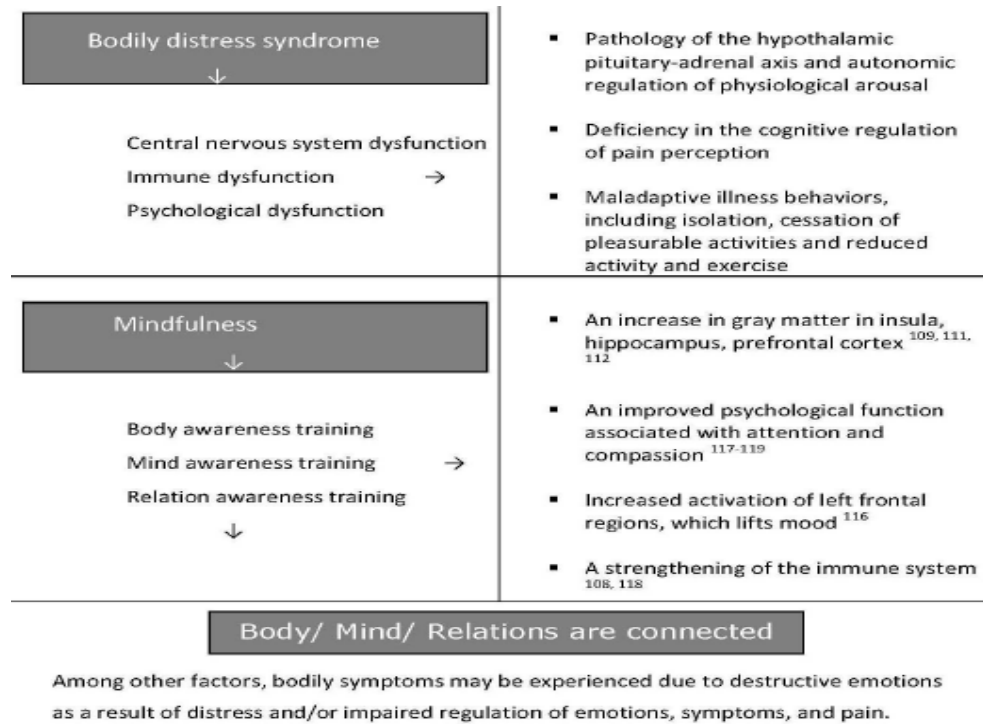 Bodily distress syndrome
↓
Central nervous system dysfunction
Immune dysfunction →
Psychological dysfunction
▪ Pathology of the hypothalamic
pituitary-adrenal axis and autonomic
regulation of physiological arousal
▪ Deficiency in the cognitive regulation
of pain perception
▪ Maladaptive illness behaviors,
including isolation, cessation of
pleasurable activities and reduced
activity and exercise
Mindfulness
↓
Body awareness training
Mind awareness training →
Relation awareness training
↓
▪ An increase in gray matter in insula,
hippocampus, prefrontal cortex 109, 111,
112
▪ An improved psychological function
associated with attention and
compassion 117-119
▪ Increased activation of left frontal
regions, which lifts mood 116
▪ A strengthening of the immune system
108, 118
Body/ Mind/ Relations are connected
Among other factors, bodily symptoms may be experienced due to destructive emotions
as a result of distress and/or impaired regulation of emotions, symptoms, and pain.